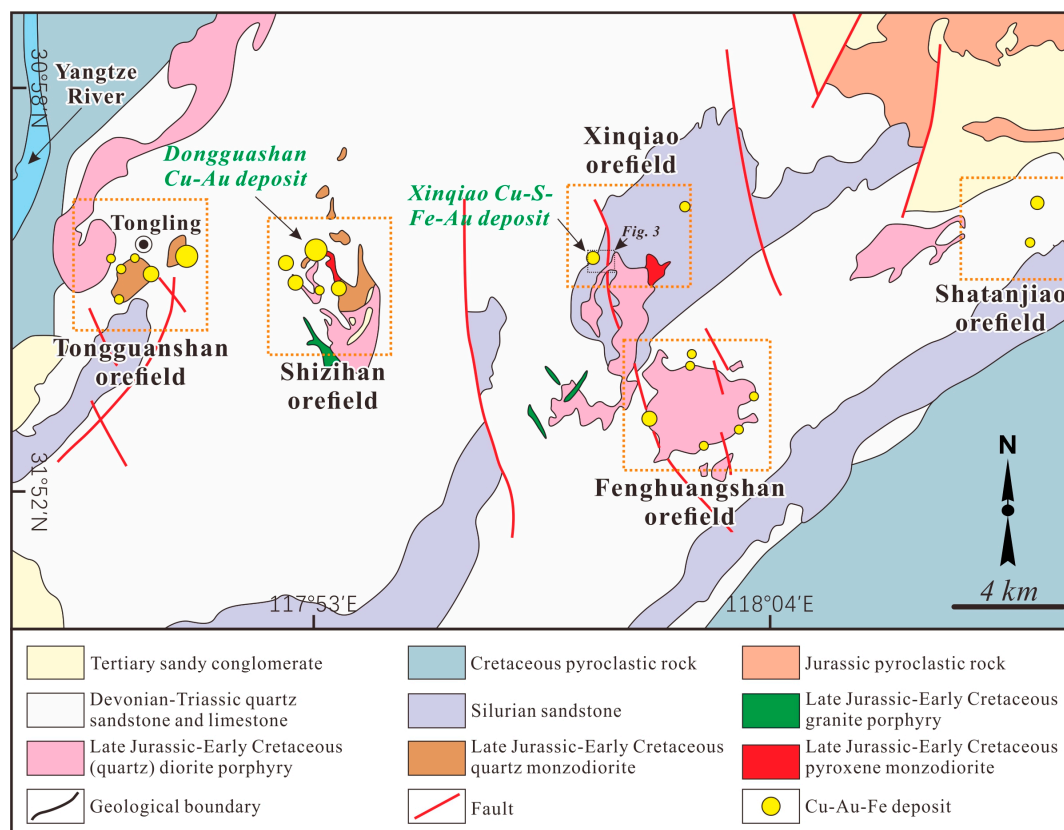 30°58′N
Yangtze
River
Dongguashan
Cu-Au deposit
Xinqiao
orefield
Xinqiao Cu-S-
Fe-Au deposit
Fig. 3
Tongling
Tongguanshan
orefield
Shizihan
orefield
Shatanjiao
orefield
Fenghuangshan
orefield
31°52′N
N
117°53′E
118°04′E
4 km
Tertiary sandy conglomerate
Cretaceous pyroclastic rock
Jurassic pyroclastic rock
Devonian-Triassic quartz
sandstone and limestone
Silurian sandstone
Late Jurassic-Early Cretaceous
granite porphyry
Late Jurassic-Early Cretaceous
(quartz) diorite porphyry
Late Jurassic-Early Cretaceous
quartz monzodiorite
Late Jurassic-Early Cretaceous
pyroxene monzodiorite
Geological boundary
Fault
Cu-Au-Fe deposit